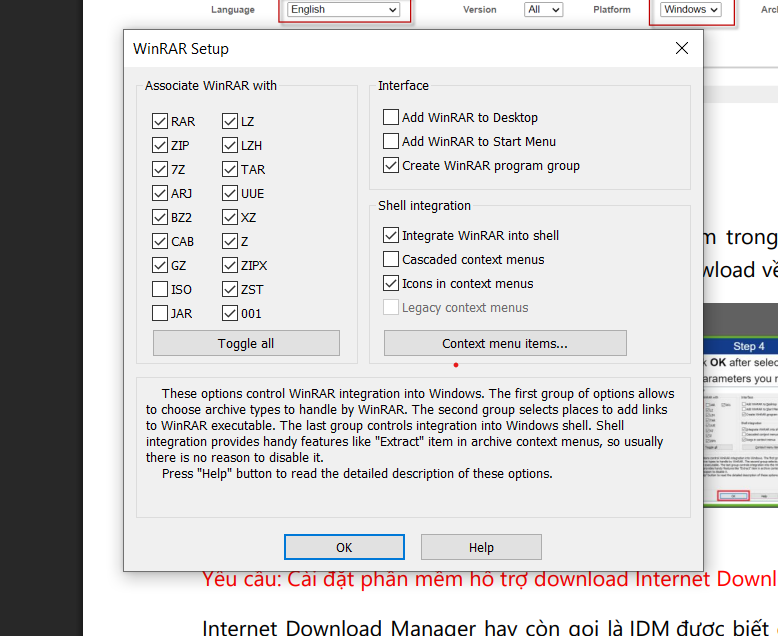 Language English Version All Platform Windows
WinRAR Setup
Associate WinRAR with
RAR LZ
ZIP LZH
7Z TAR
ARJ UUE
BZ2 XZ
CAB Z
GZ ZIPX
ISO ZST
JAR 001
Toggle all
Interface
Add WinRAR to Desktop
Add WinRAR to Start Menu
Create WinRAR program group
Shell integration
Integrate WinRAR into shell
Cascaded context menus
Icons in context menus
Legacy context menus
Context menu items...
These options control WinRAR integration into Windows. The first group of options allows
to choose archive types to handle by WinRAR. The second group selects places to add links
to WinRAR executable. The last group controls integration into Windows shell. Shell
integration provides handy features like "Extract" item in archive context menus, so usually
there is no reason to disable it.
Press "Help" button to read the detailed description of these options.
OK Help
trong
về
Step 4
OK after
you
Yêu cầu: Cài đặt phần mềm hỗ trợ download Internet
Internet Download Manager hay còn gọi là IDM được biết